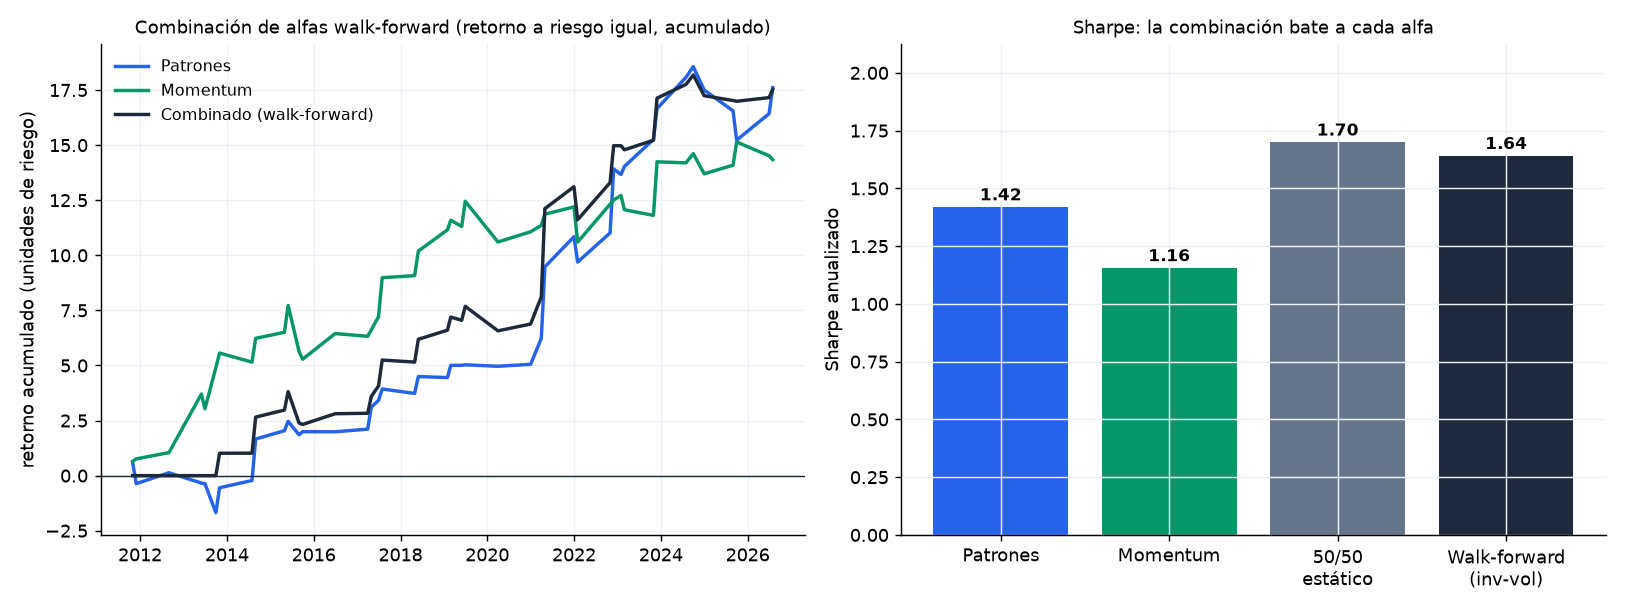 Combinación de alfas walk-forward (retorno a riesgo igual, acumulado)
retorno acumulado (unidades de riesgo)
17.5
15.0
12.5
10.0
7.5
5.0
2.5
0.0
−2.5
Patrones
Momentum
Combinado (walk-forward)
2012
2014
2016
2018
2020
2022
2024
2026
Sharpe: la combinación bate a cada alfa
Sharpe anualizado
2.00
1.75
1.50
1.25
1.00
0.75
0.50
0.25
0.00
1.42
1.16
1.70
1.64
Patrones
Momentum
50/50
estático
Walk-forward
(inv-vol)